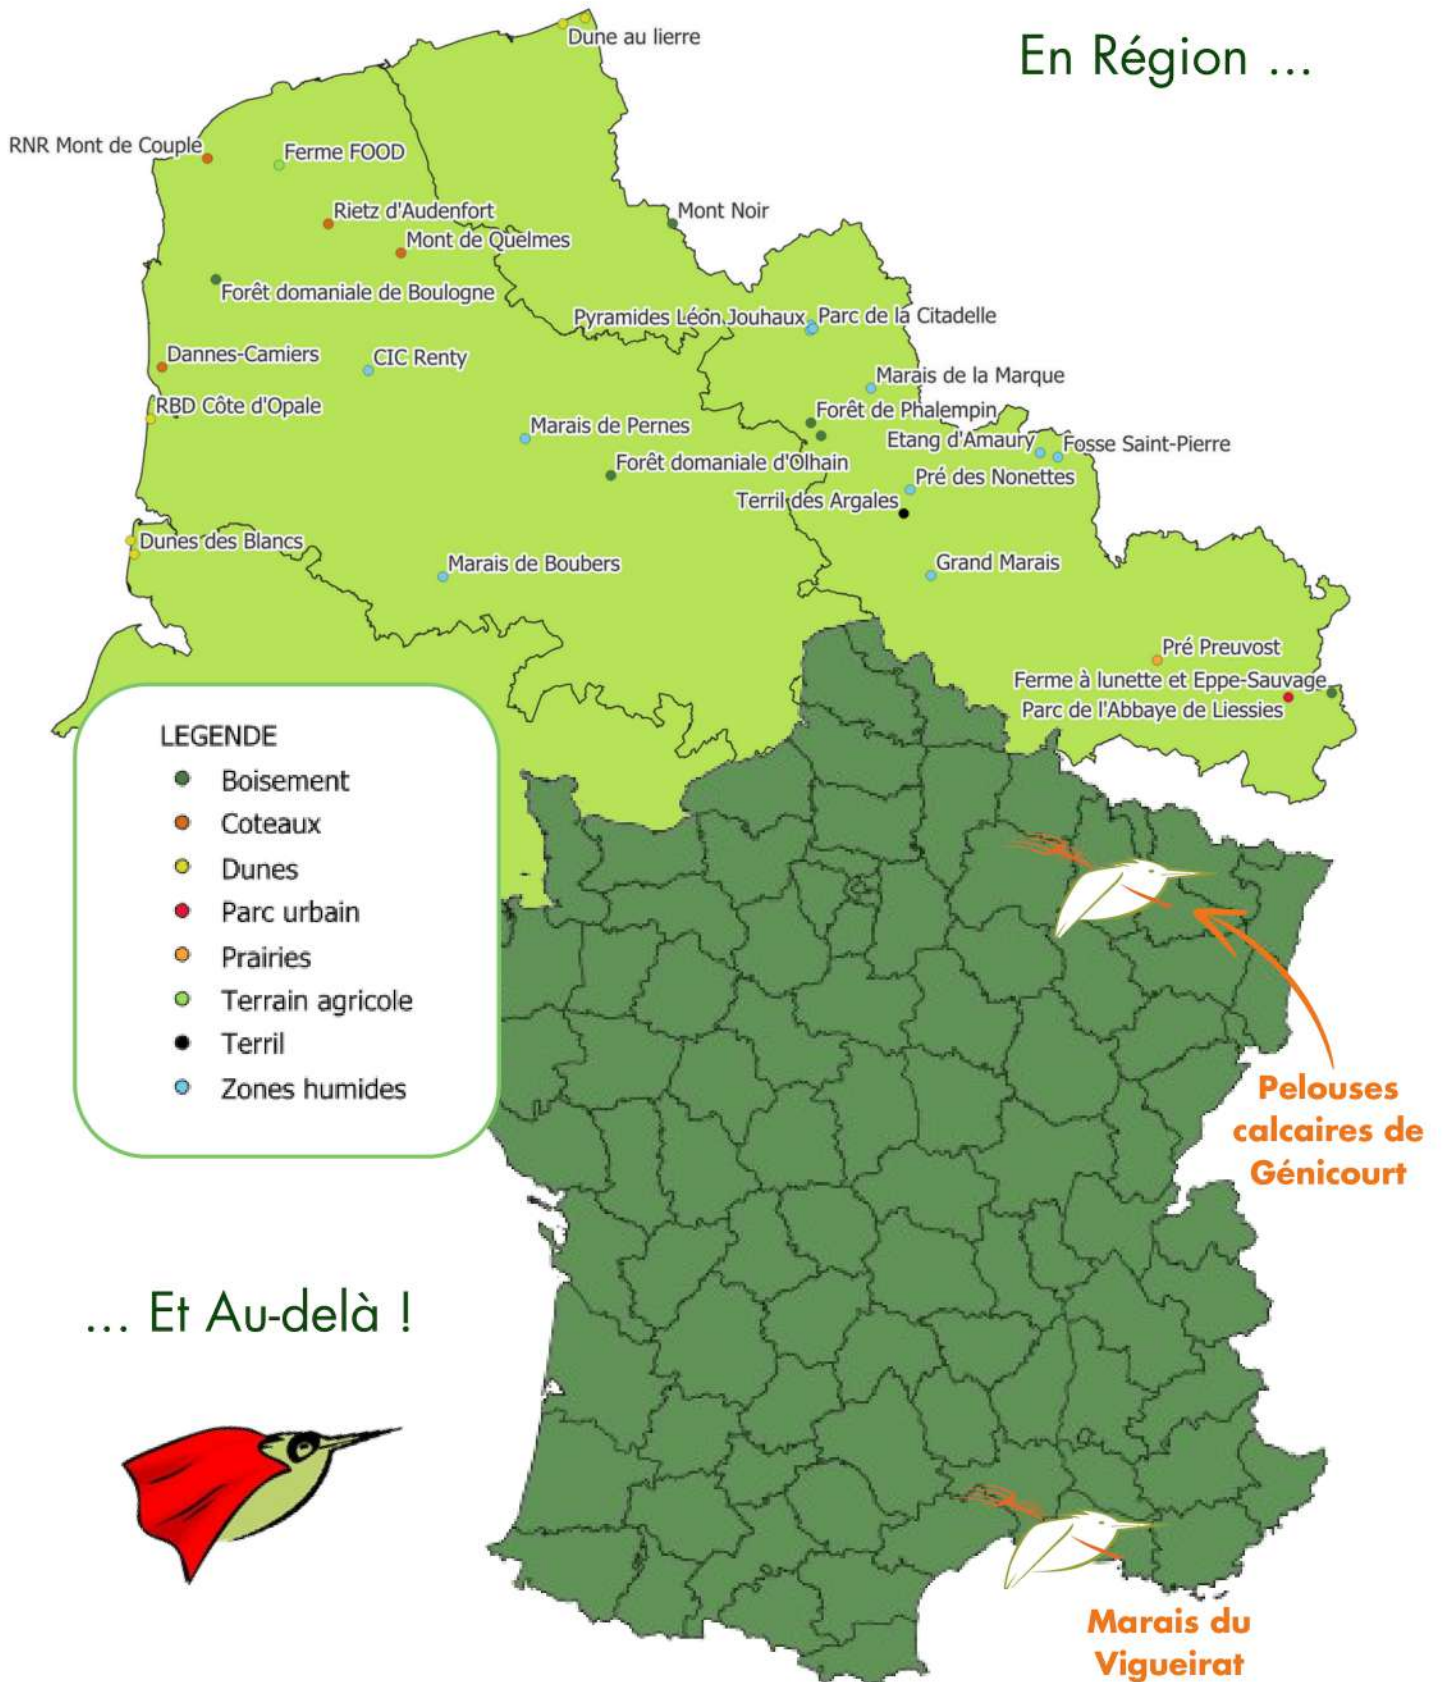 En Région ...
Dune au lierre
RNR Mont de Couple
Ferme FOOD
Rietz d'Audenfort
Mont Noir
Mont de Quelmes
Forêt domaniale de Boulogne
Pyramides Léon Jouhaux
Parc de la Citadelle
Dannes-Camiers
CIC Renty
Marais de la Marque
RBD Côte d'Opale
Forêt de Phalempin
Marais de Pernes
Etang d'Amaury
Fosse Saint-Pierre
Forêt domaniale d'Olhain
Pré des Nonettes
Terril des Argales
Dunes des Blancs
Marais de Boubers
Grand Marais
Pré Preuvost
Ferme à lunette et Eppe-Sauvage
Parc de l'Abbaye de Liessies
LEGENDE
Boisement
Coteaux
Dunes
Parc urbain
Prairies
Terrain agricole
Terril
Zones humides
Pelouses
calcaires de
Génicourt
... Et Au-delà !
Marais du
Vigueirat